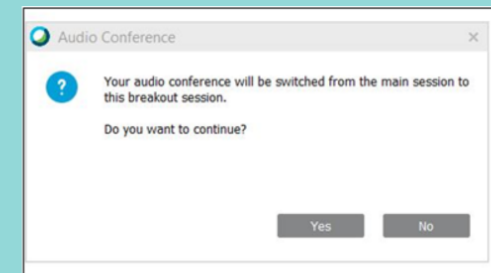 Audio Conference
Your audio conference will be switched from the main session to
this breakout session.
Do you want to continue?
Yes No